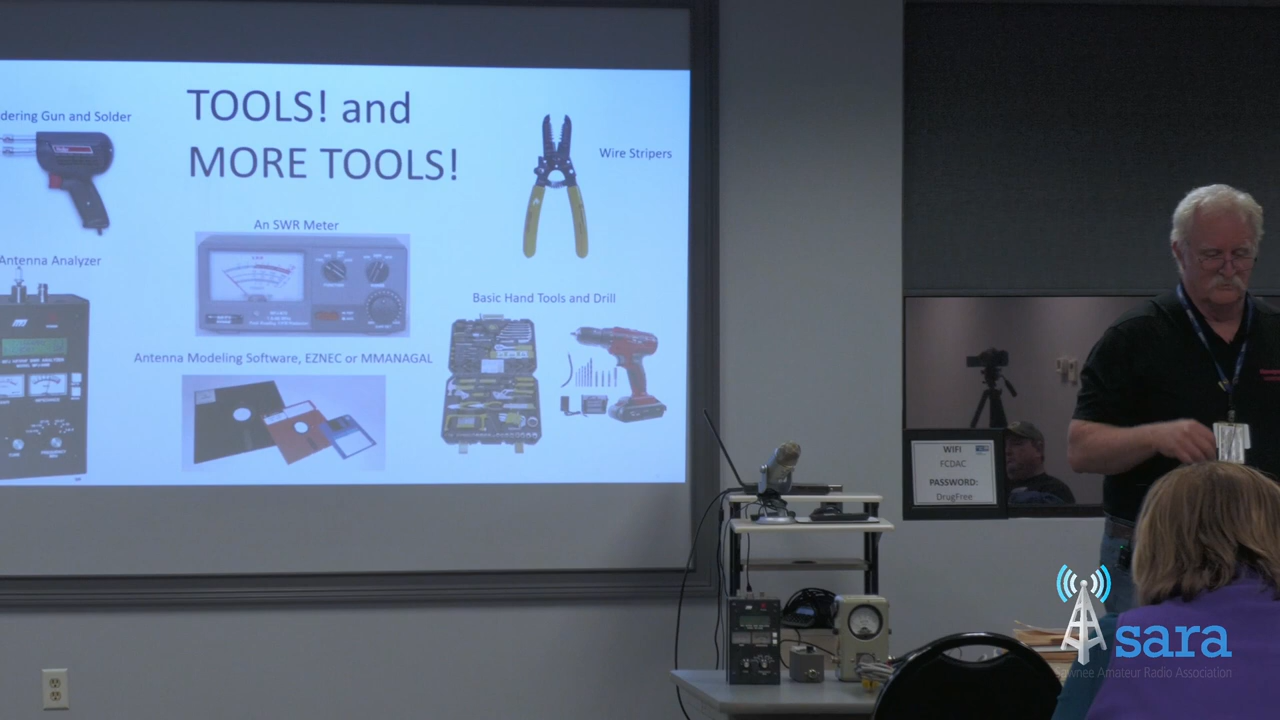 dering Gun and Solder
TOOLS! and
MORE TOOLS!
Wire Stripers
An SWR Meter
Antenna Analyzer
Basic Hand Tools and Drill
Antenna Modeling Software, EZNEC or MMANAGAL
WIFI
FCDAC
PASSWORD:
DrugFree
sara
wnee Amateur Radio Association